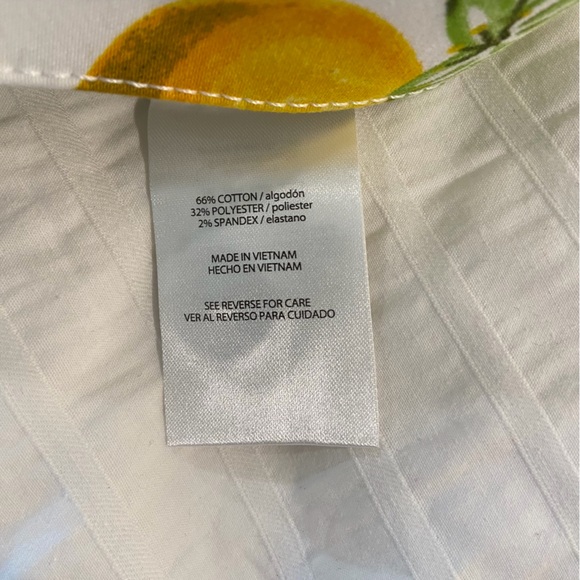 66% COTTON / algodón
32% POLYESTER / poliester
2% SPANDEX / elastano
MADE IN VIETNAM
HECHO EN VIETNAM
SEE REVERSE FOR CARE
VER AL REVERSO PARA CUIDADO